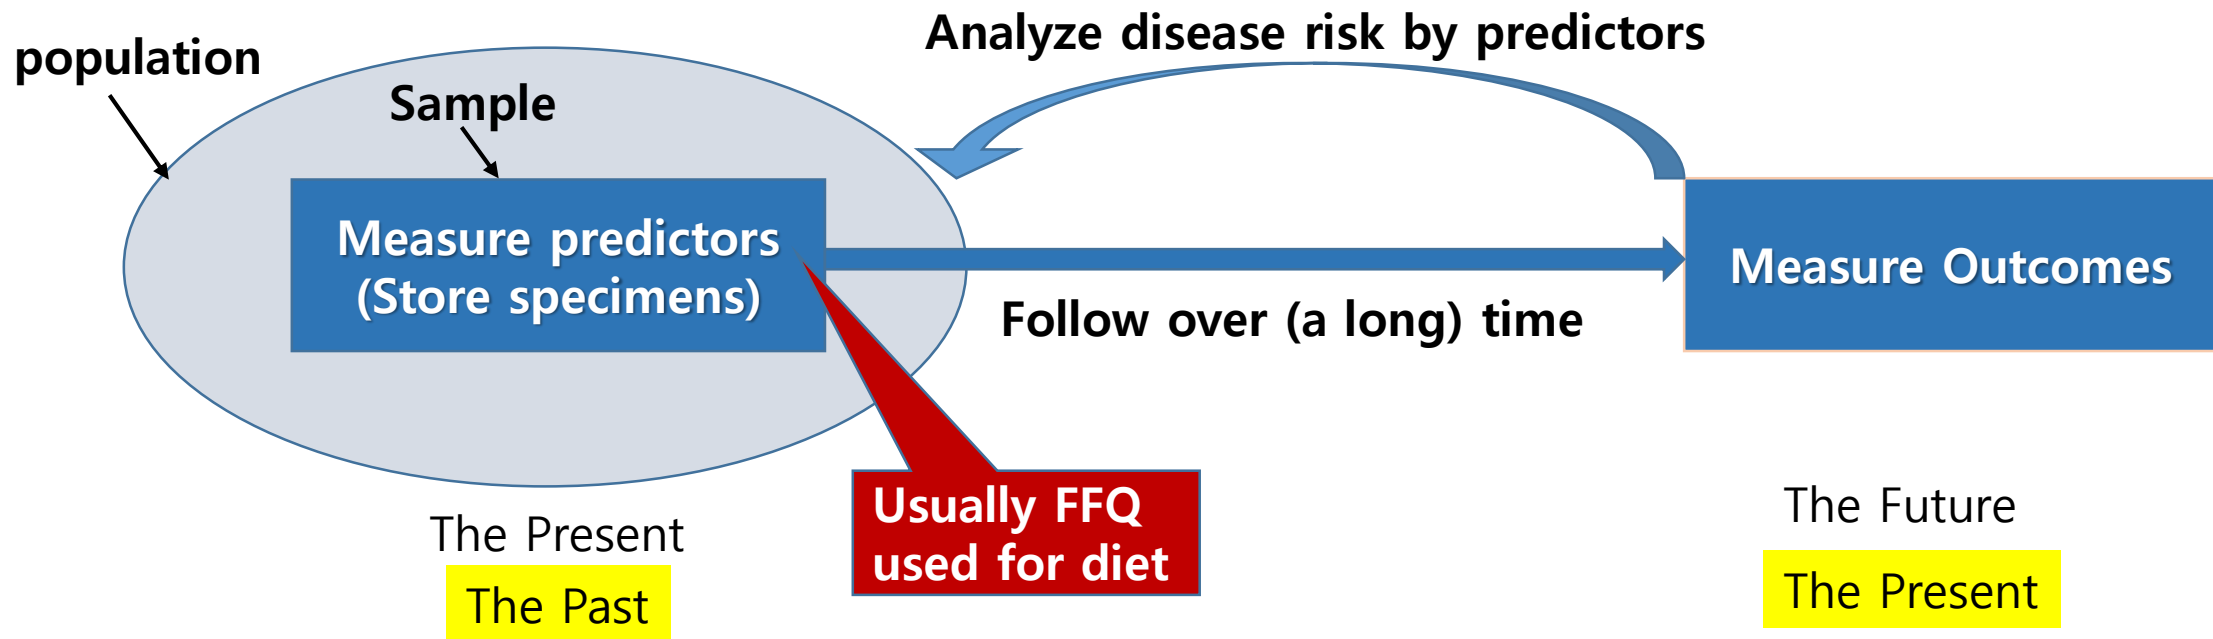 Analyze disease risk by predictors
population
Sample
Measure predictors
(Store specimens)
Measure Outcomes
Follow over (a long) time
Usually FFQ
used for diet
The Present
The Past
The Future
The Present